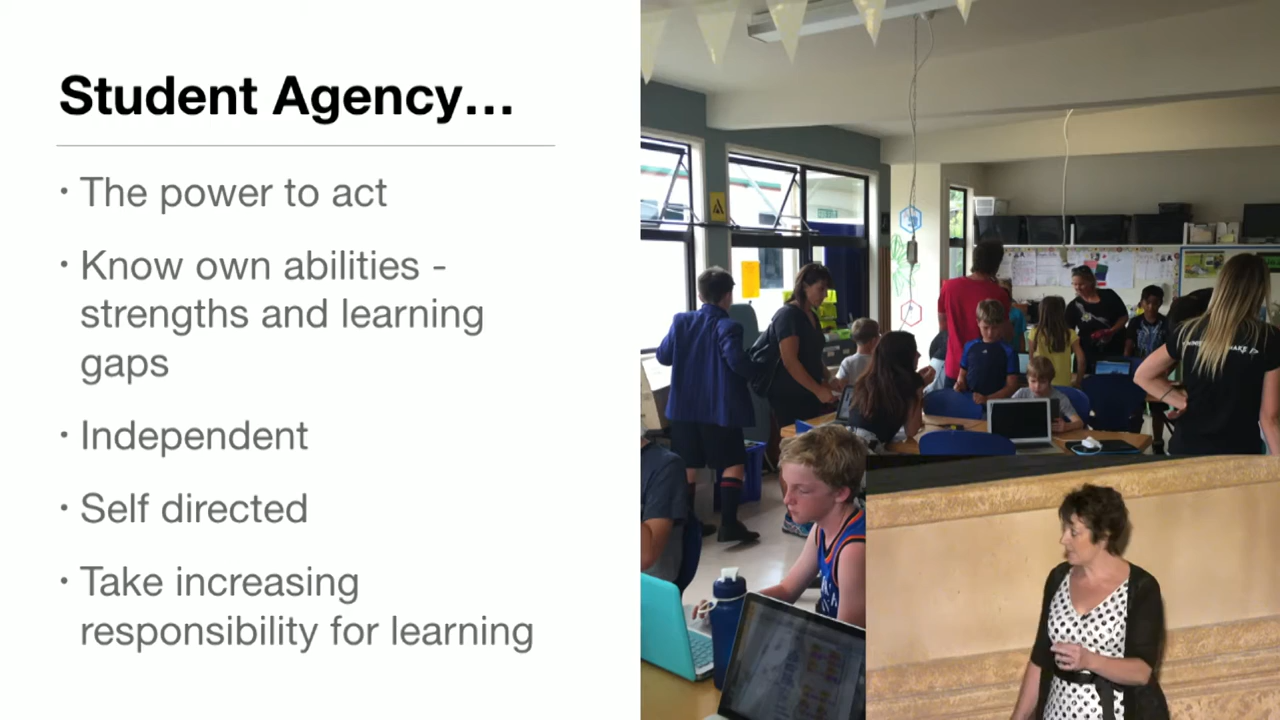 Student Agency…
• The power to act
• Know own abilities -
strengths and learning
gaps
• Independent
• Self directed
• Take increasing
responsibility for learning